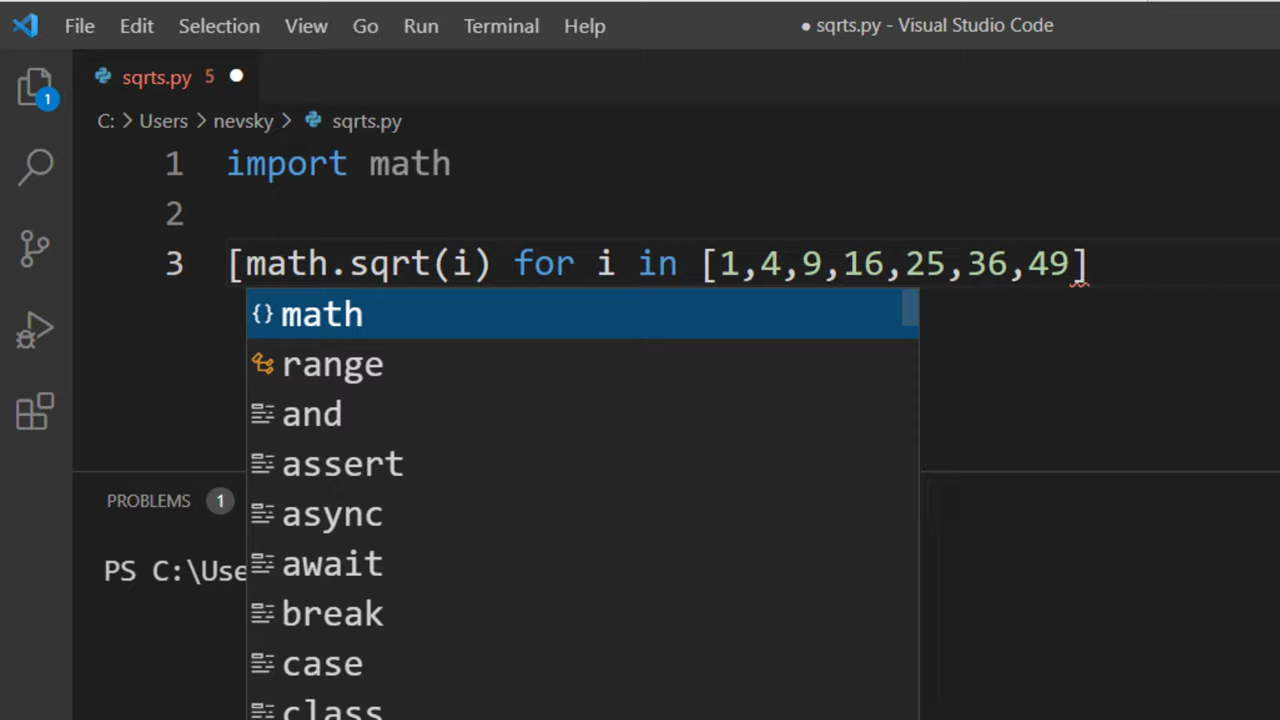 File Edit Selection View Go Run Terminal Help ● sqrts.py - Visual Studio Code
sqrts.py 5
1
C: > Users > nevsky > sqrts.py
1 import math
2
3 [math.sqrt(i) for i in [1,4,9,16,25,36,49]
{} math
range
and
assert
async
await
break
case
class
PROBLEMS 1
PS C:\Use